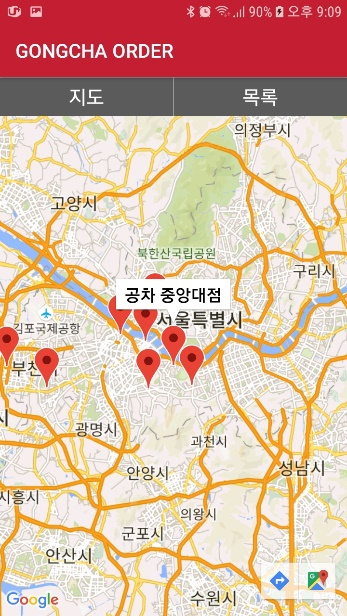 90% 오후 9:09
GONGCHA ORDER
지도
목록
의정부시
고양시
북한산국립공원
구리시
공차 중앙대점
김포국제공항
서울특별시
부천
광명시
과천시
안양시
성남시
시흥시
의왕시
군포시
안산시
수원시
Google